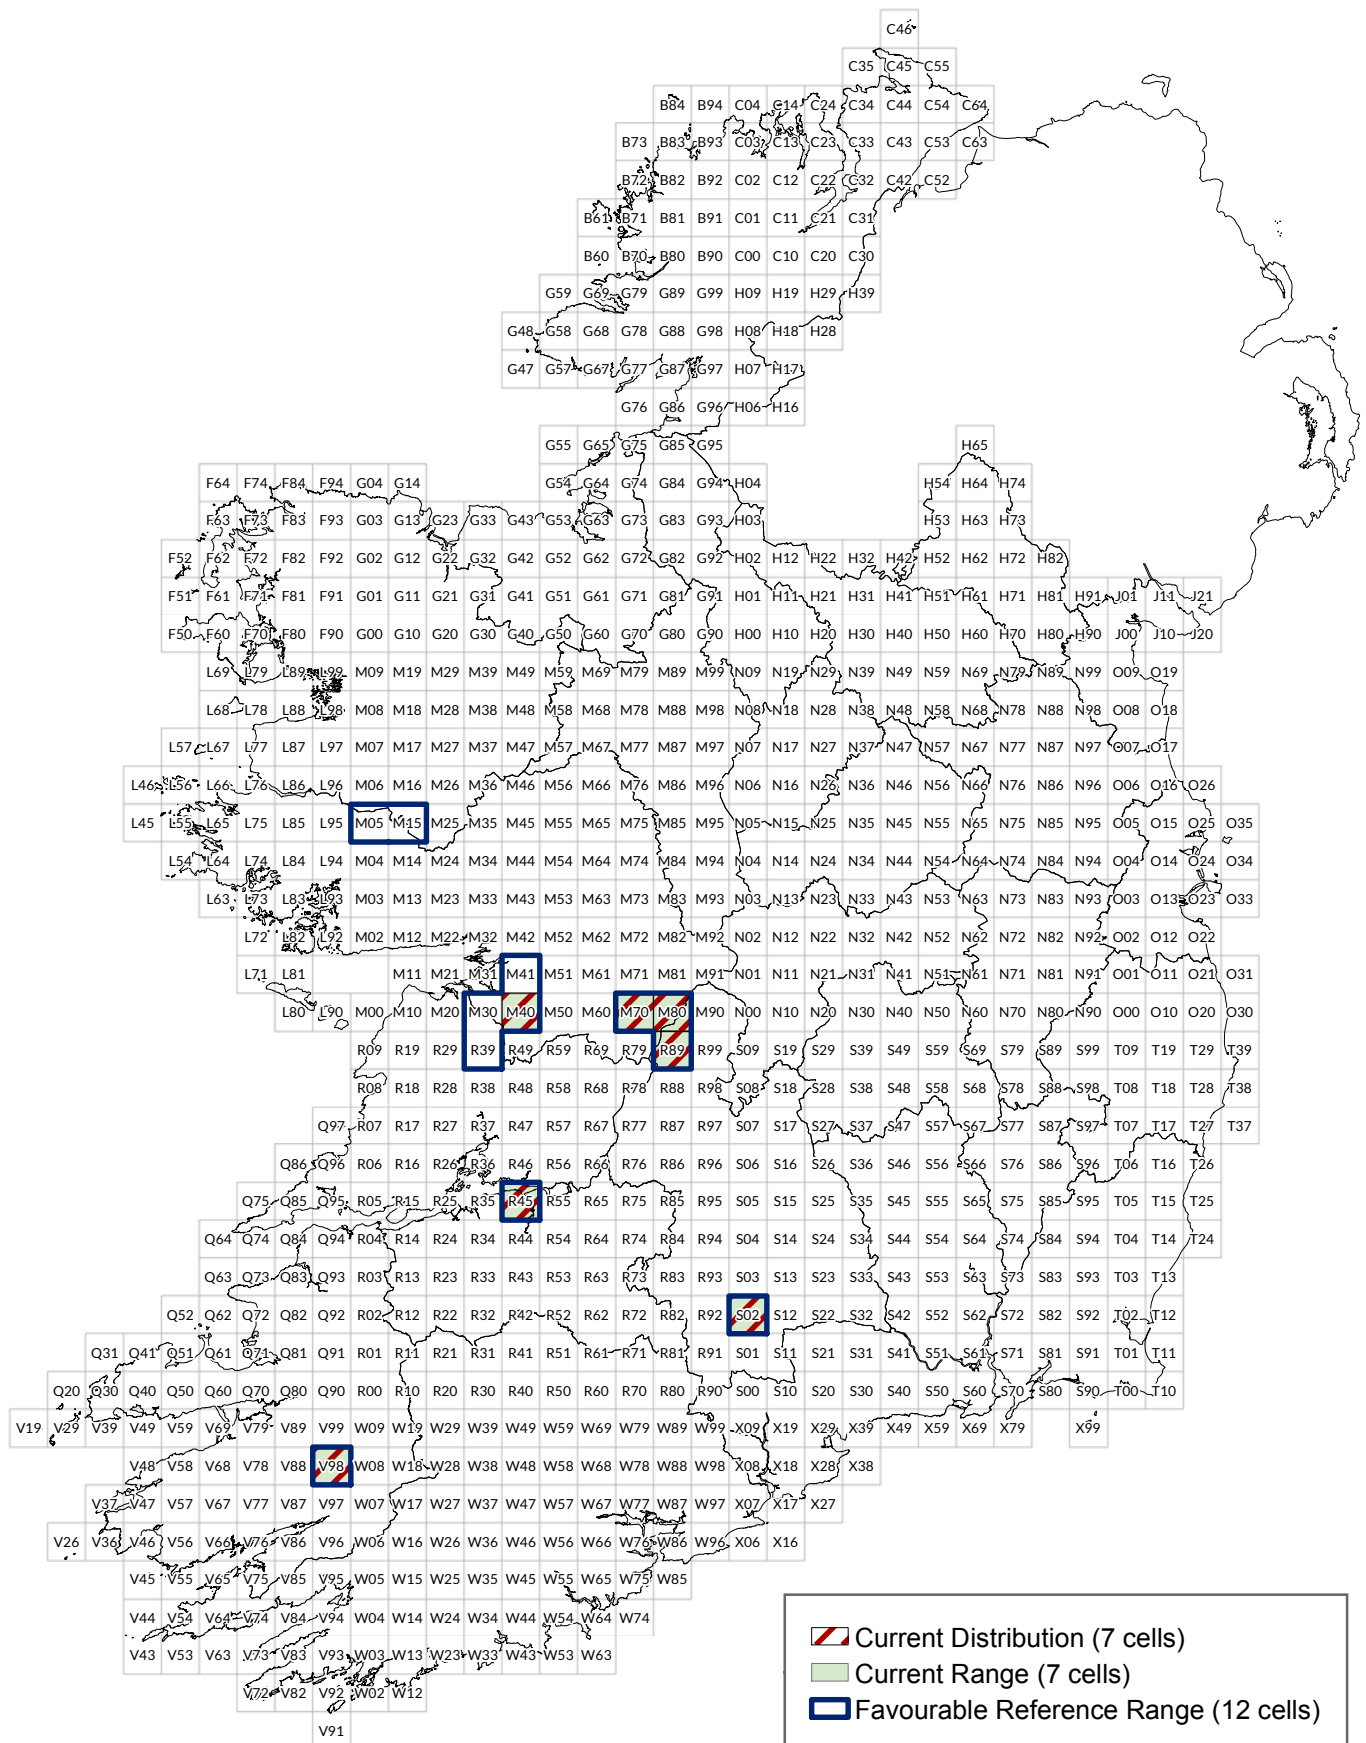 C46
C35 C45 C55
B84 B94 C04 C14 C24 C34 C44 C54 C64
B73 B83 B93 C03 C13 C23 C33 C43 C53 C63
B72 B82 B92 C02 C12 C22 C32 C42 C52
B61 B71 B81 B91 C01 C11 C21 C31
B60 B70 B80 B90 C00 C10 C20 C30
G59 G69 G79 G89 G99 H09 H19 H29 H39
G48 G58 G68 G78 G88 G98 H08 H18 H28
G47 G57 G67 G77 G87 G97 H07 H17
G76 G86 G96 H06 H16
G55 G65 G75 G85 G95 H65
F64 F74 F84 F94 G04 G14 G54 G64 G74 G84 G94 H04 H54 H64 H74
F63 F73 F83 F93 G03 G13 G23 G33 G43 G53 G63 G73 G83 G93 H03 H53 H63 H73
F52 F62 F72 F82 F92 G02 G12 G22 G32 G42 G52 G62 G72 G82 G92 H02 H12 H22 H32 H42 H52 H62 H72 H82
F51 F61 F71 F81 F91 G01 G11 G21 G31 G41 G51 G61 G71 G81 G91 H01 H11 H21 H31 H41 H51 H61 H71 H81 H91 J01 J11 J21
F50 F60 F70 F80 F90 G00 G10 G20 G30 G40 G50 G60 G70 G80 G90 H00 H10 H20 H30 H40 H50 H60 H70 H80 H90 J00 J10 J20
L69 L79 L89 L99 M09 M19 M29 M39 M49 M59 M69 M79 M89 M99 N09 N19 N29 N39 N49 N59 N69 N79 N89 N99 O09 O19
L68 L78 L88 L98 M08 M18 M28 M38 M48 M58 M68 M78 M88 M98 N08 N18 N28 N38 N48 N58 N68 N78 N88 N98 O08 O18
L57 L67 L77 L87 L97 M07 M17 M27 M37 M47 M57 M67 M77 M87 M97 N07 N17 N27 N37 N47 N57 N67 N77 N87 N97 O07 O17
L46 L56 L66 L76 L86 L96 M06 M16 M26 M36 M46 M56 M66 M76 M86 M96 N06 N16 N26 N36 N46 N56 N66 N76 N86 N96 O06 O16 O26
L45 L55 L65 L75 L85 L95 M05 M15 M25 M35 M45 M55 M65 M75 M85 M95 N05 N15 N25 N35 N45 N55 N65 N75 N85 N95 O05 O15 O25 O35
L54 L64 L74 L84 L94 M04 M14 M24 M34 M44 M54 M64 M74 M84 M94 N04 N14 N24 N34 N44 N54 N64 N74 N84 N94 O04 O14 O24 O34
L63 L73 L83 L93 M03 M13 M23 M33 M43 M53 M63 M73 M83 M93 N03 N13 N23 N33 N43 N53 N63 N73 N83 N93 O03 O13 O23 O33
L72 L82 L92 M02 M12 M22 M32 M42 M52 M62 M72 M82 M92 N02 N12 N22 N32 N42 N52 N62 N72 N82 N92 O02 O12 O22
L71 L81 M11 M21 M31 M41 M51 M61 M71 M81 M91 N01 N11 N21 N31 N41 N51 N61 N71 N81 N91 O01 O11 O21 O31
L80 L90 M00 M10 M20 M30 M40 M50 M60 M70 M80 M90 N00 N10 N20 N30 N40 N50 N60 N70 N80 N90 O00 O10 O20 O30
R09 R19 R29 R39 R49 R59 R69 R79 R89 R99 S09 S19 S29 S39 S49 S59 S69 S79 S89 S99 T09 T19 T29 T39
R08 R18 R28 R38 R48 R58 R68 R78 R88 R98 S08 S18 S28 S38 S48 S58 S68 S78 S88 S98 T08 T18 T28 T38
Q97 R07 R17 R27 R37 R47 R57 R67 R77 R87 R97 S07 S17 S27 S37 S47 S57 S67 S77 S87 S97 T07 T17 T27 T37
Q86 Q96 R06 R16 R26 R36 R46 R56 R66 R76 R86 R96 S06 S16 S26 S36 S46 S56 S66 S76 S86 S96 T06 T16 T26
Q75 Q85 Q95 R05 R15 R25 R35 R45 R55 R65 R75 R85 R95 S05 S15 S25 S35 S45 S55 S65 S75 S85 S95 T05 T15 T25
Q64 Q74 Q84 Q94 R04 R14 R24 R34 R44 R54 R64 R74 R84 R94 S04 S14 S24 S34 S44 S54 S64 S74 S84 S94 T04 T14 T24
Q63 Q73 Q83 Q93 R03 R13 R23 R33 R43 R53 R63 R73 R83 R93 S03 S13 S23 S33 S43 S53 S63 S73 S83 S93 T03 T13
Q52 Q62 Q72 Q82 Q92 R02 R12 R22 R32 R42 R52 R62 R72 R82 R92 S02 S12 S22 S32 S42 S52 S62 S72 S82 S92 T02 T12
Q31 Q41 Q51 Q61 Q71 Q81 Q91 R01 R11 R21 R31 R41 R51 R61 R71 R81 R91 S01 S11 S21 S31 S41 S51 S61 S71 S81 S91 T01 T11
Q20 Q30 Q40 Q50 Q60 Q70 Q80 Q90 R00 R10 R20 R30 R40 R50 R60 R70 R80 R90 S00 S10 S20 S30 S40 S50 S60 S70 S80 S90 T00 T10
V19 V29 V39 V49 V59 V69 V79 V89 V99 W09 W19 W29 W39 W49 W59 W69 W79 W89 W99 X09 X19 X29 X39 X49 X59 X69 X79 X99
V48 V58 V68 V78 V88 V98 W08 W18 W28 W38 W48 W58 W68 W78 W88 W98 X08 X18 X28 X38
V37 V47 V57 V67 V77 V87 V97 W07 W17 W27 W37 W47 W57 W67 W77 W87 W97 X07 X17 X27
V26 V36 V46 V56 V66 V76 V86 V96 W06 W16 W26 W36 W46 W56 W66 W76 W86 W96 X06 X16
V45 V55 V65 V75 V85 V95 W05 W15 W25 W35 W45 W55 W65 W75 W85
V44 V54 V64 V74 V84 V94 W04 W14 W24 W34 W44 W54 W64 W74
V43 V53 V63 V73 V83 V93 W03 W13 W23 W33 W43 W53 W63
V72 V82 V92 W02 W12
V91
Current Distribution (7 cells)
Current Range (7 cells)
Favourable Reference Range (12 cells)